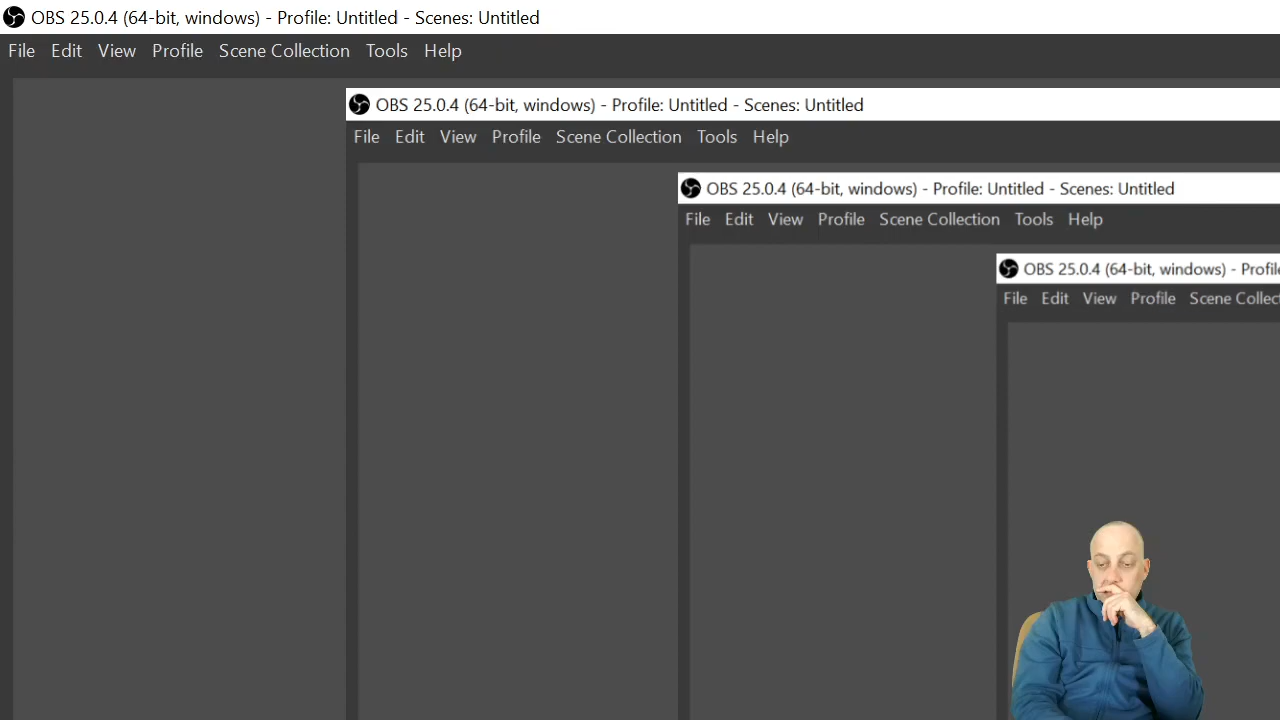 OBS 25.0.4 (64-bit, windows) - Profile: Untitled - Scenes: Untitled
File Edit View Profile Scene Collection Tools Help
OBS 25.0.4 (64-bit, windows) - Profile: Untitled - Scenes: Untitled
File Edit View Profile Scene Collection Tools Help
OBS 25.0.4 (64-bit, windows) - Profile: Untitled - Scenes: Untitled
File Edit View Profile Scene Collection Tools Help
OBS 25.0.4 (64-bit, windows) - Profile
File Edit View Profile Scene Collec